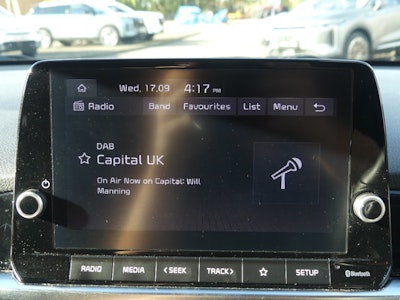 Wed, 17.09 4:17 PM
Radio Band Favourites List Menu
DAB
Capital UK
On Air Now on Capital: Will
Manning
RADIO MEDIA <SEEK TRACK> SETUP Bluetooth